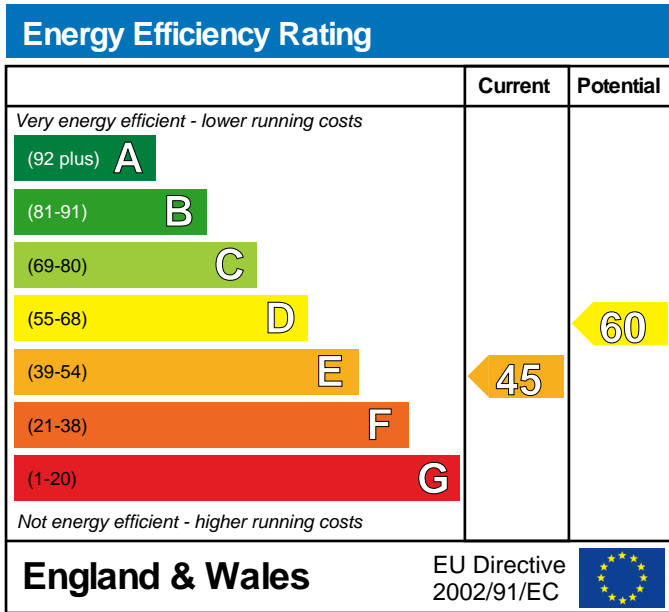 Energy Efficiency Rating
Current Potential
Very energy efficient - lower running costs
(92 plus) A
(81-91) B
(69-80) C
(55-68) D
60
(39-54) E
45
(21-38) F
(1-20) G
Not energy efficient - higher running costs
England & Wales
EU Directive
2002/91/EC